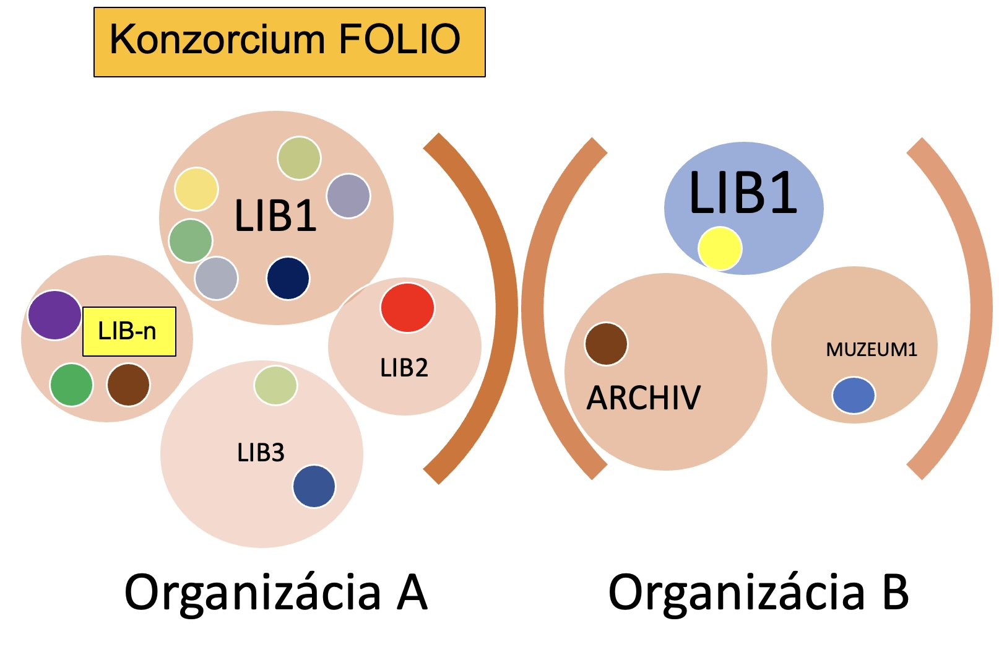 Konzorcium FOLIO
LIB1
LIB-n
LIB2
LIB3
Organizácia A
LIB1
ARCHIV
MUZEUM1
Organizácia B